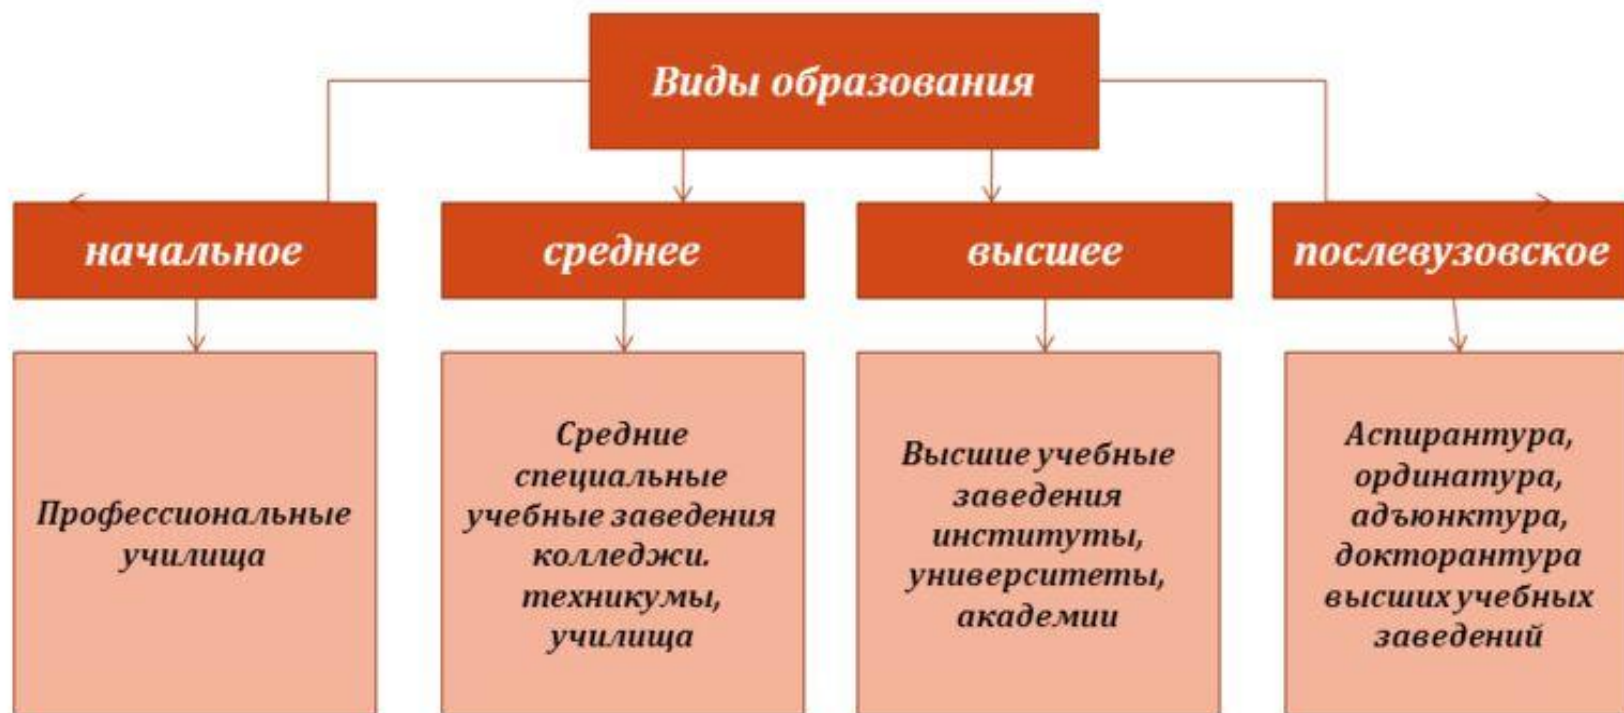 Виды образования
начальное
среднее
высшее
послевузовское
Профессиональные
училища
Средние
специальные
учебные заведения
колледжи.
техникумы,
училища
Высшие учебные
заведения
институты,
университеты,
академии
Аспирантура,
ординатура,
адъюнктура,
докторантура
высших учебных
заведений